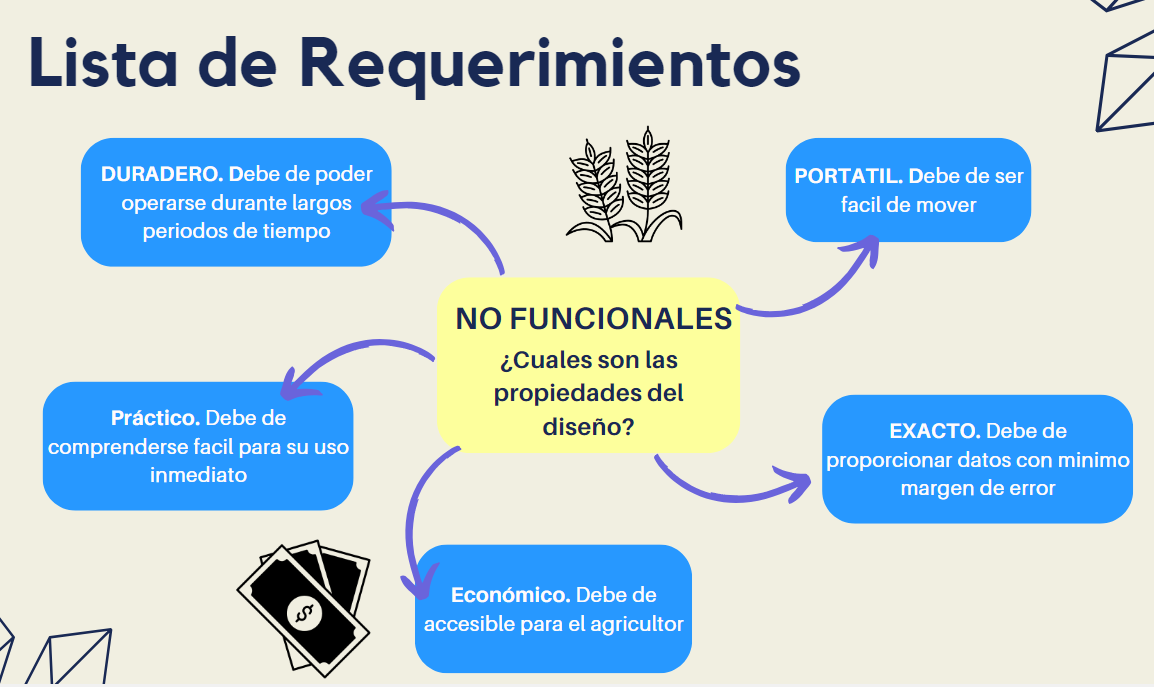 Lista de Requerimientos
DURADERO. Debe de poder
operarse durante largos
periodos de tiempo
PORTATIL. Debe de ser
facil de mover
NO FUNCIONALES
¿Cuales son las
propiedades del
diseño?
Práctico. Debe de
comprenderse facil para su uso
inmediato
EXACTO. Debe de
proporcionar datos con minimo
margen de error
Económico. Debe de
accesible para el agricultor
$